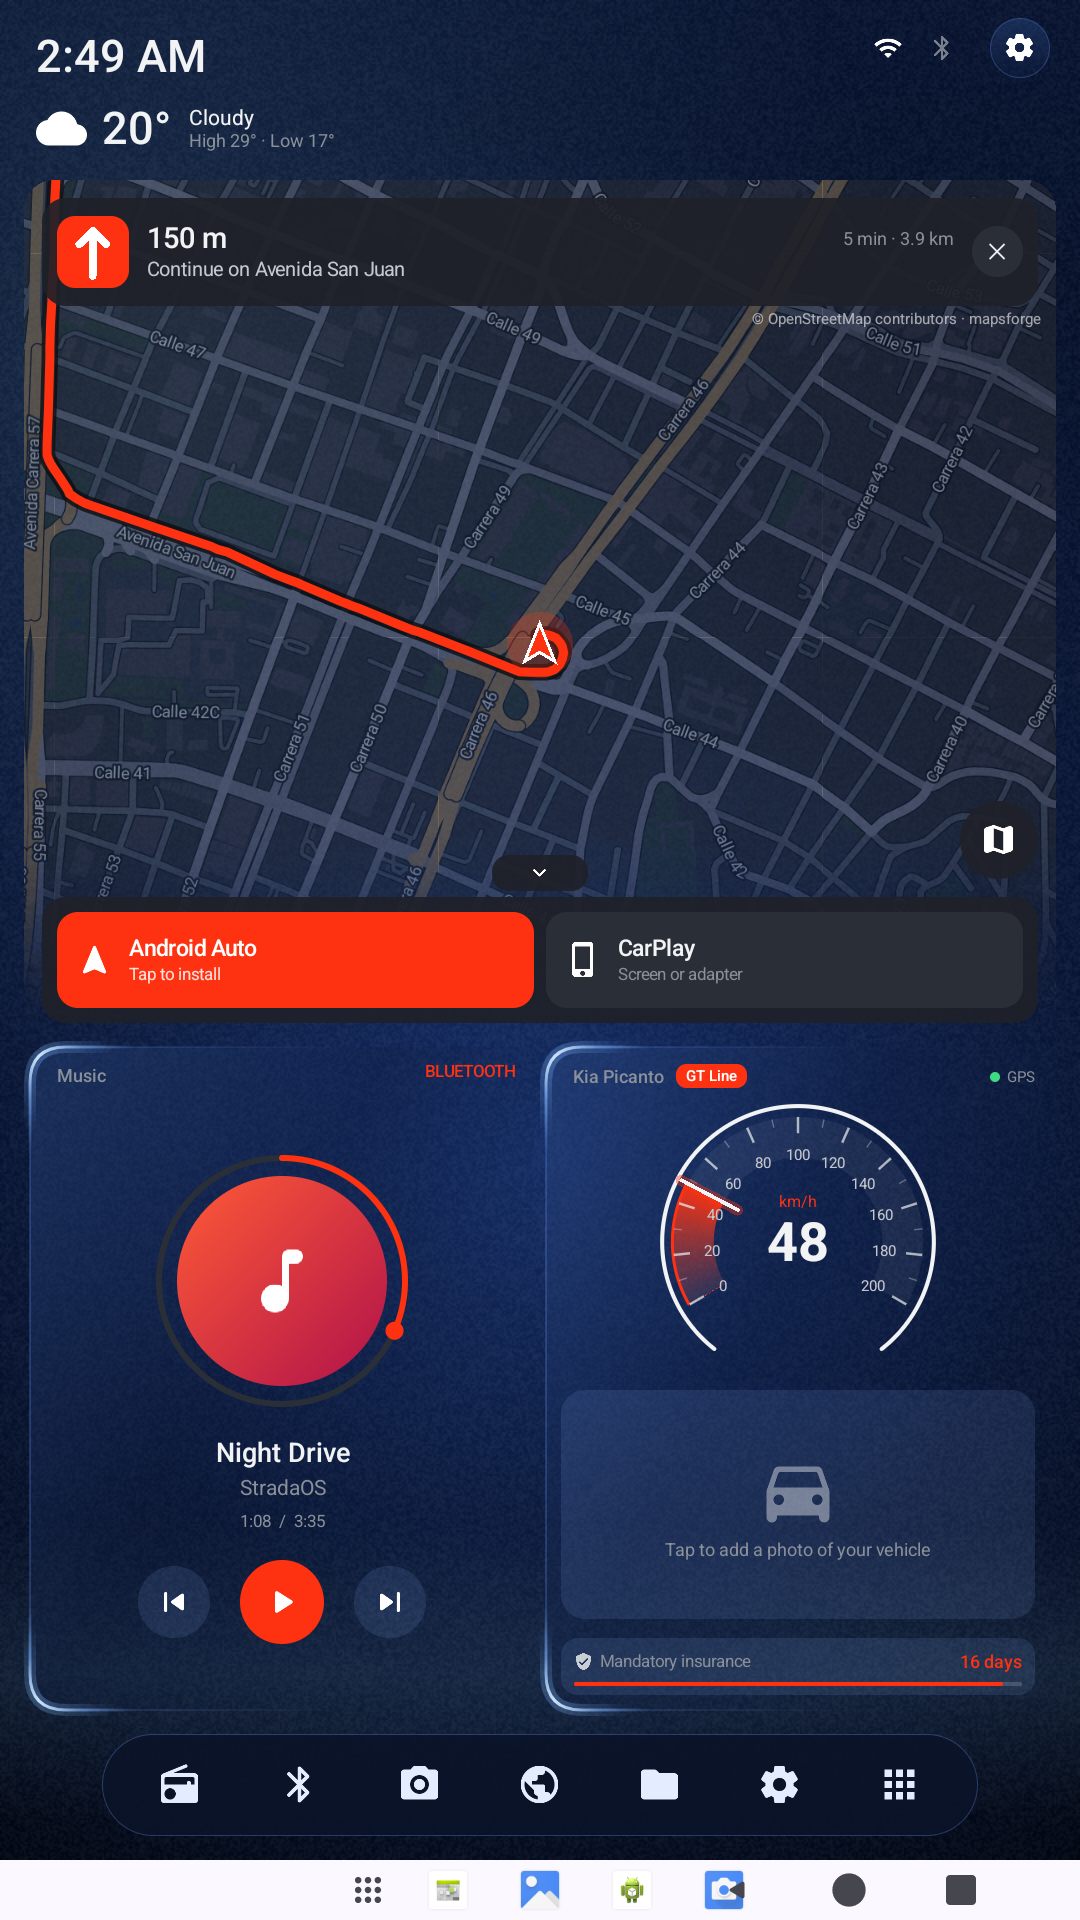 2:49 AM
20°
Cloudy
High 29° · Low 17°
150 m
Continue on Avenida San Juan
5 min · 3.9 km
© OpenStreetMap contributors · mapsforge
Calle 47
Calle 49
Calle 51
Carrera 46
Avenida Carrera 57
Carrera 42
Carrera 43
Carrera 49
Avenida San Juan
Carrera 44
Calle 45
Calle 42C
Carrera 51
Carrera 50
Carrera 46
Calle 44
Carrera 40
Carrera
Calle 41
Carrera 55
Calle 42
Android Auto
Tap to install
CarPlay
Screen or adapter
Music
BLUETOOTH
Night Drive
StradaOS
1:08 / 3:35
Kia Picanto
GT Line
GPS
0
20
40
60
80
100
120
140
160
180
200
km/h
48
Tap to add a photo of your vehicle
Mandatory insurance
16 days